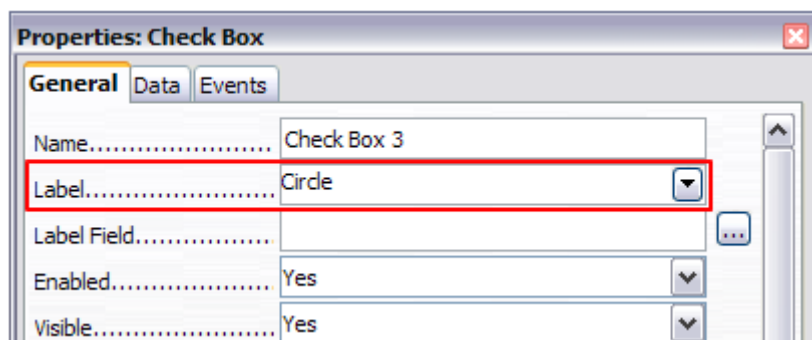 Properties: Check Box
General Data Events
Name....................... Check Box 3
Label........................ Circle
Label Field.................
Enabled.................... Yes
Visible....................... Yes